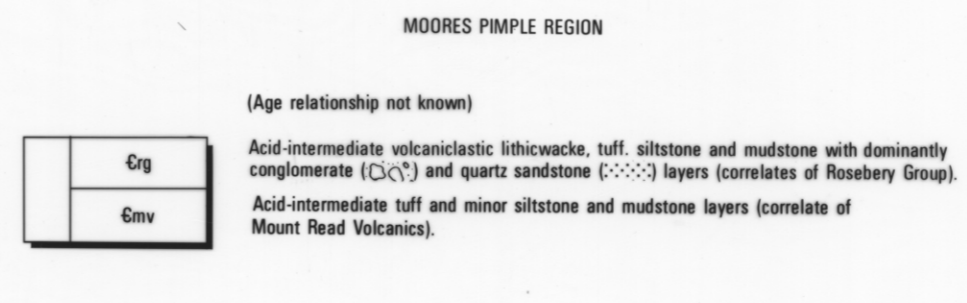 MOORES PIMPLE REGION
(Age relationship not known)
Єrg
Acid-intermediate volcaniclastic lithicwacke, tuff. siltstone and mudstone with dominantly
conglomerate ( ) and quartz sandstone ( ) layers (correlates of Rosebery Group).
Єmv
Acid-intermediate tuff and minor siltstone and mudstone layers (correlate of
Mount Read Volcanics).